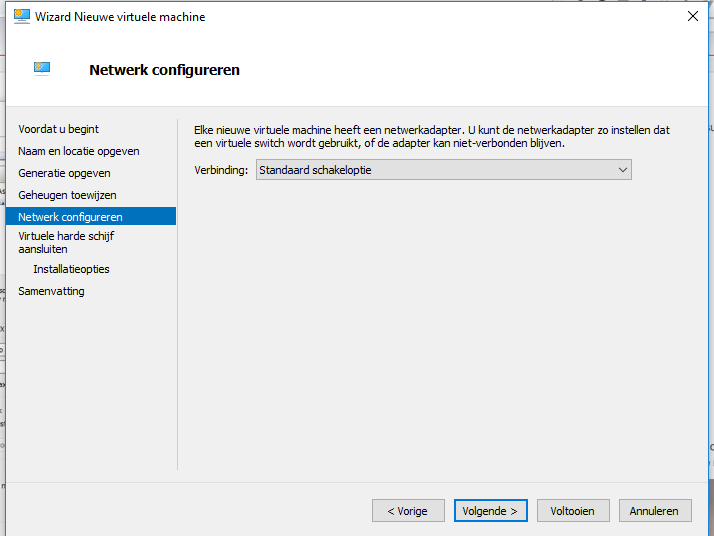 Wizard Nieuwe virtuele machine
Netwerk configureren
Voordat u begint
Naam en locatie opgeven
Generatie opgeven
Geheugen toewijzen
Netwerk configureren
Virtuele harde schijf
aansluiten
Installatieopties
Samenvatting
Elke nieuwe virtuele machine heeft een netwerkadapter. U kunt de netwerkadapter zo instellen dat
een virtuele switch wordt gebruikt, of de adapter kan niet-verbonden blijven.
Verbinding: Standaard schakeloptie
< Vorige Volgende > Voltooien Annuleren